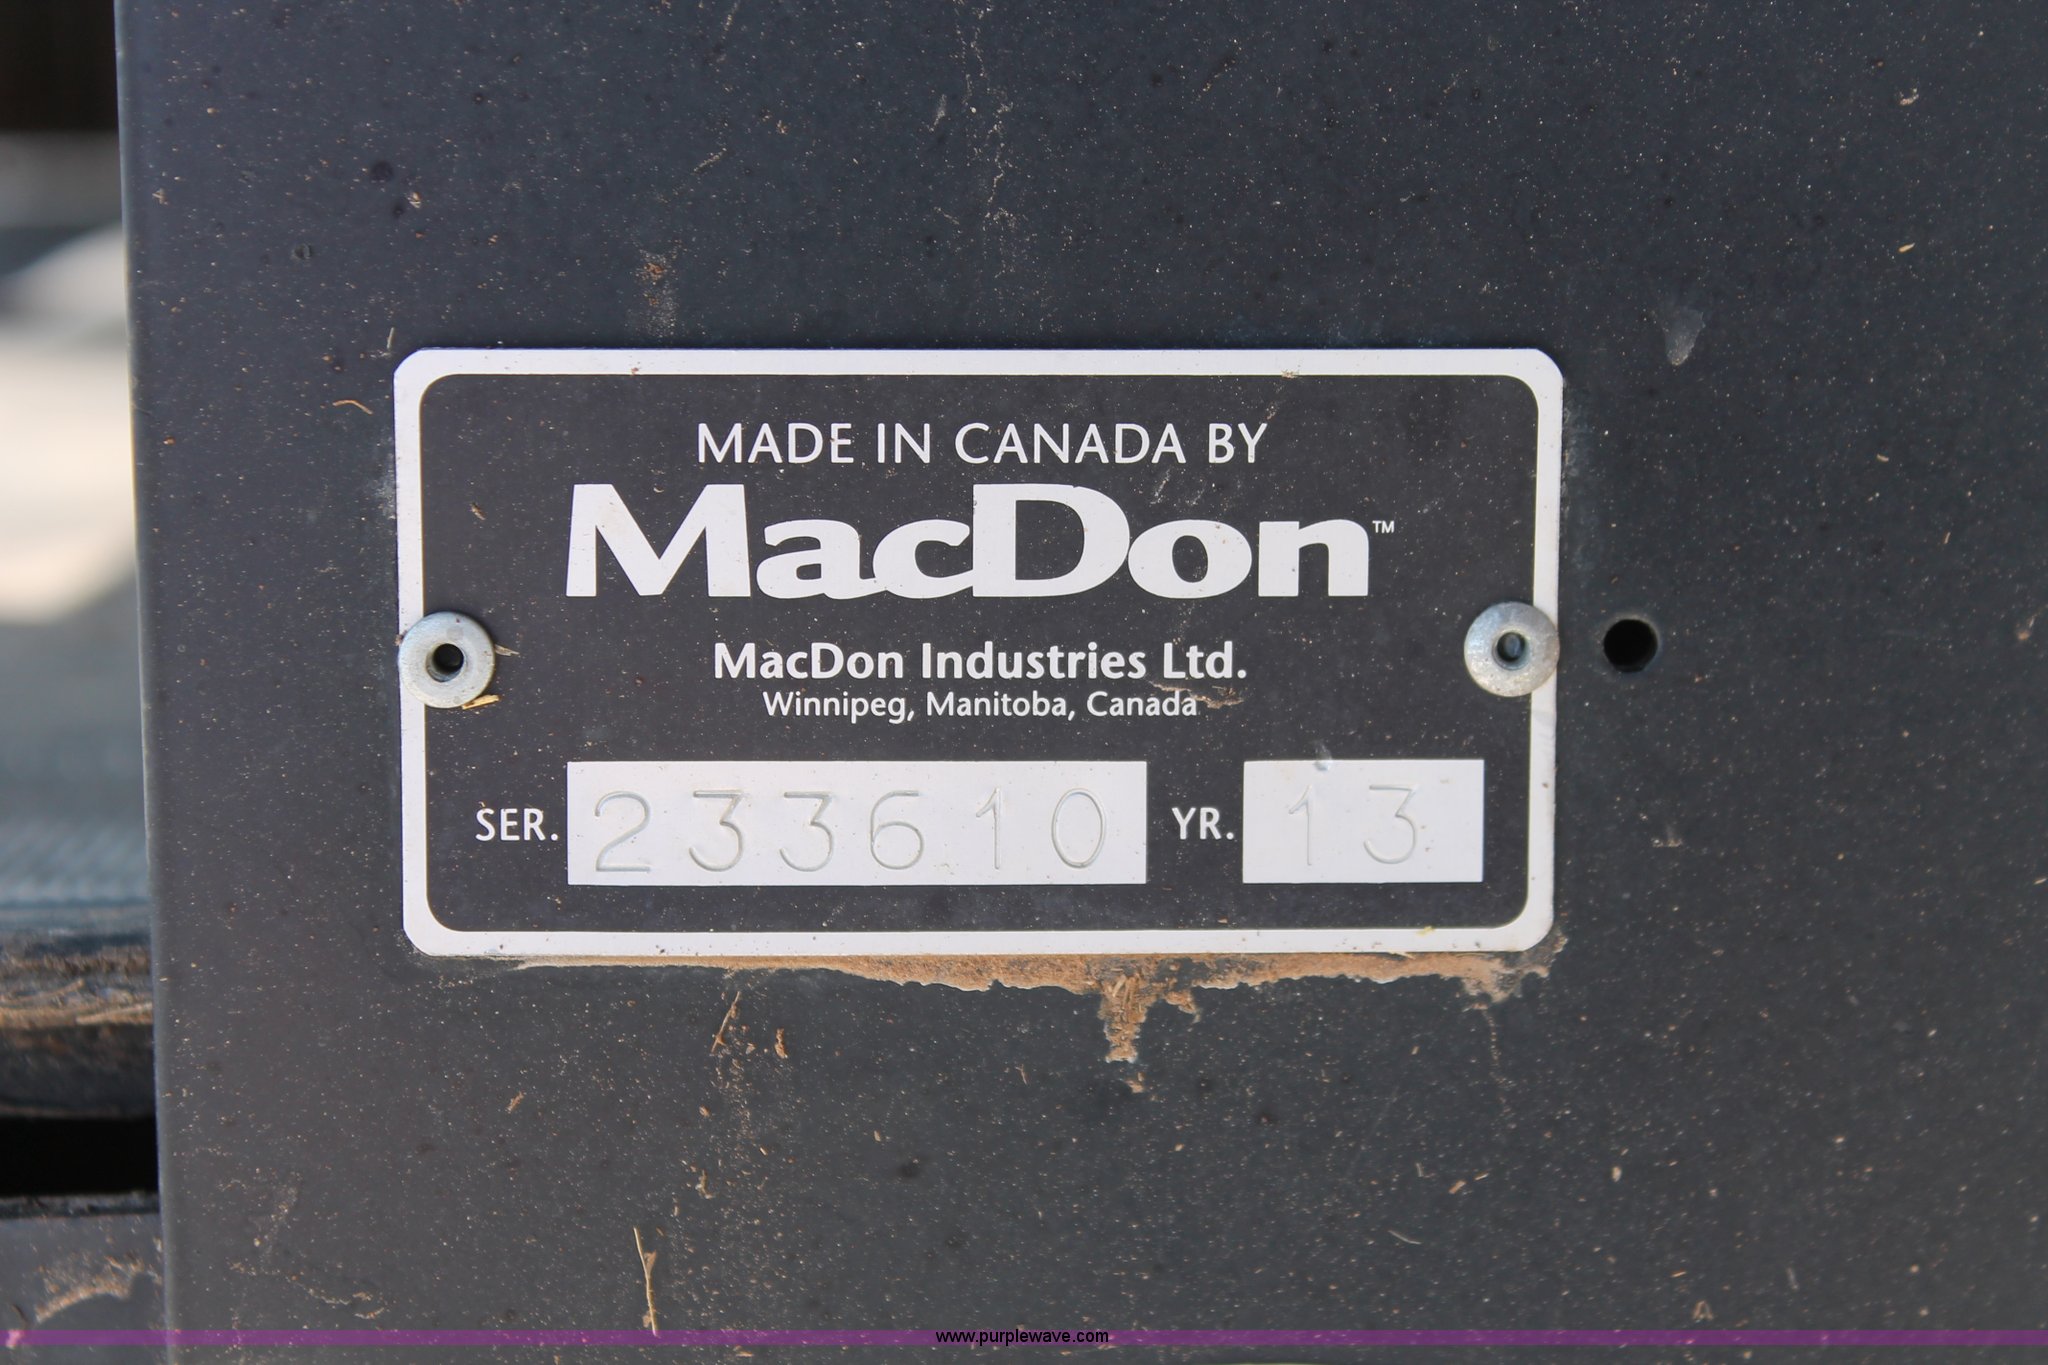 MADE IN CANADA BY
MacDon™
MacDon Industries Ltd.
Winnipeg, Manitoba, Canada
SER. 233610 YR. 13
www.purplewave.com